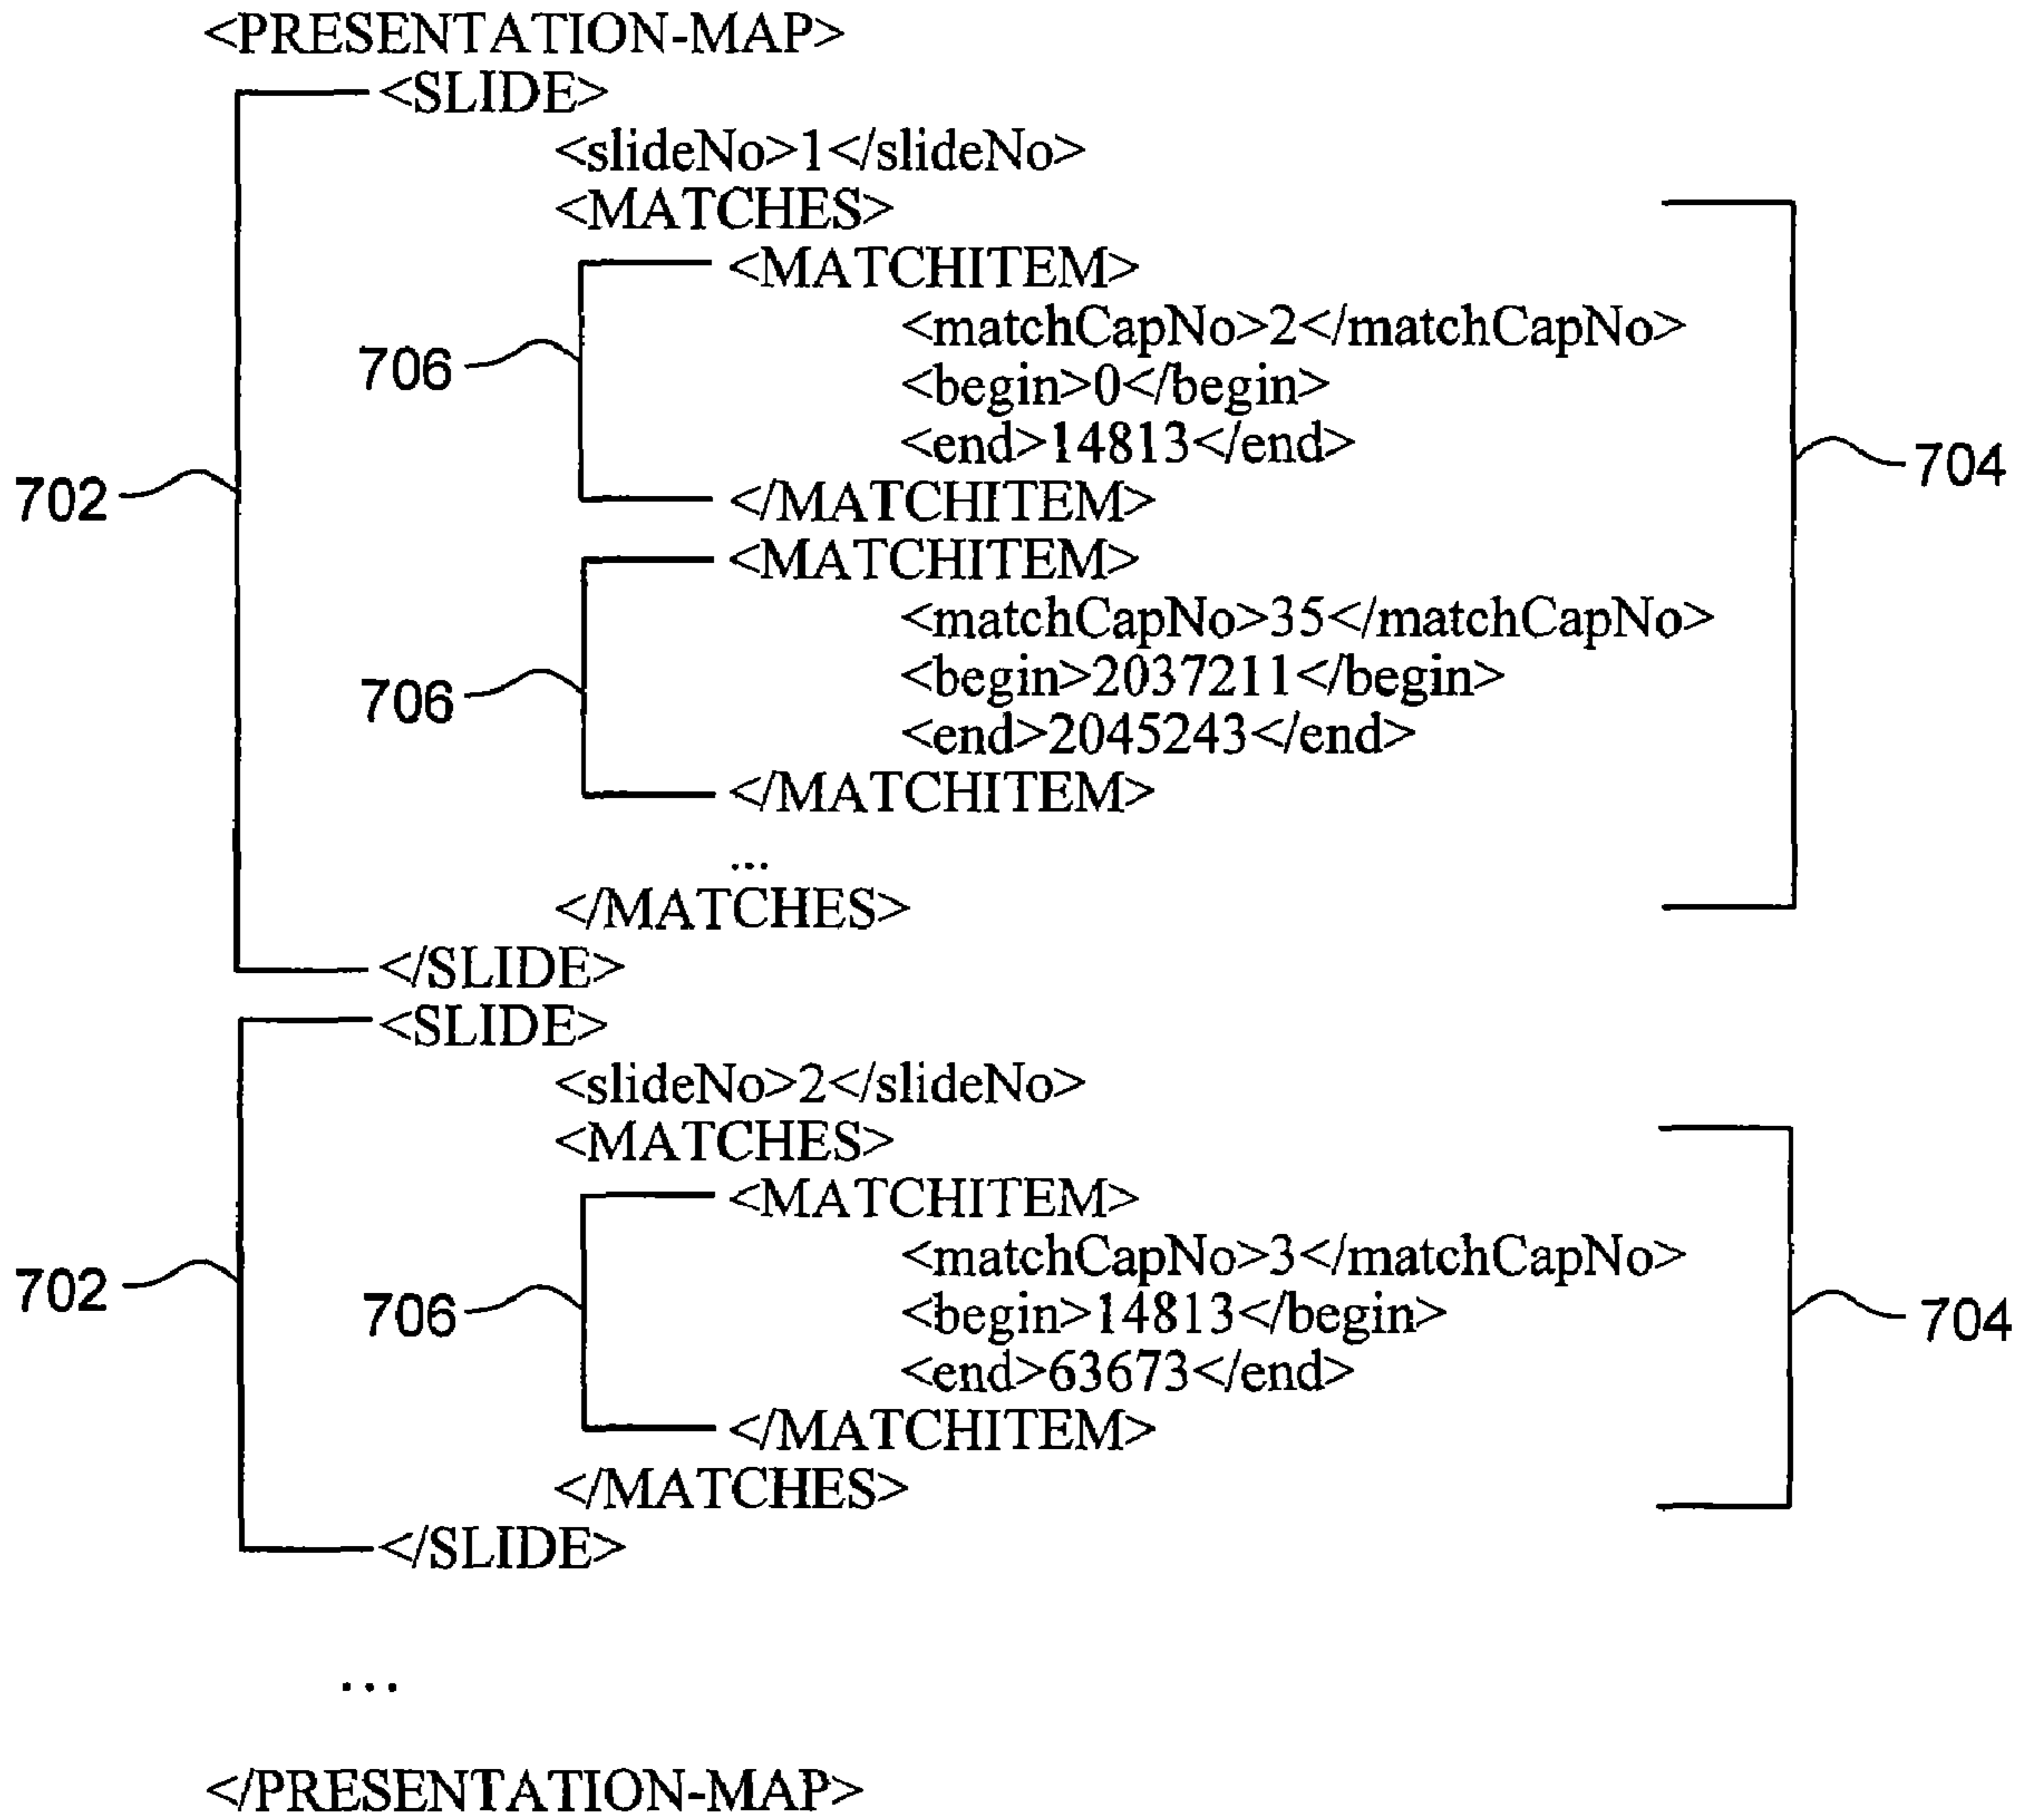 <PRESENTATION-MAP>
<SLIDE>
<slideNo>1</slideNo>
<MATCHES>
<MATCHITEM>
<matchCapNo>2</matchCapNo>
706
<begin>0</begin>
<end>14813</end>
704
702
</MATCHITEM>
<MATCHITEM>
<matchCapNo>35</matchCapNo>
<begin>2037211</begin>
706
<end>2045243</end>
</MATCHITEM>
...
</MATCHES>
</SLIDE>
<SLIDE>
<slideNo>2</slideNo>
<MATCHES>
<MATCHITEM>
<matchCapNo>3</matchCapNo>
702
706
<begin>14813</begin>
704
<end>63673</end>
</MATCHITEM>
</MATCHES>
</SLIDE>
...
</PRESENTATION-MAP>